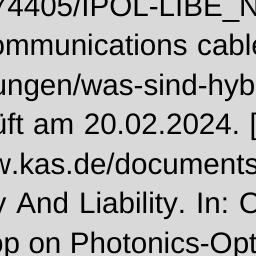 74405/IPOL-LIBE_N
ommunications cable
ungen/was-sind-hyb
üft am 20.02.2024. [
w.kas.de/documents
y And Liability. In: C
op on Photonics-Opt